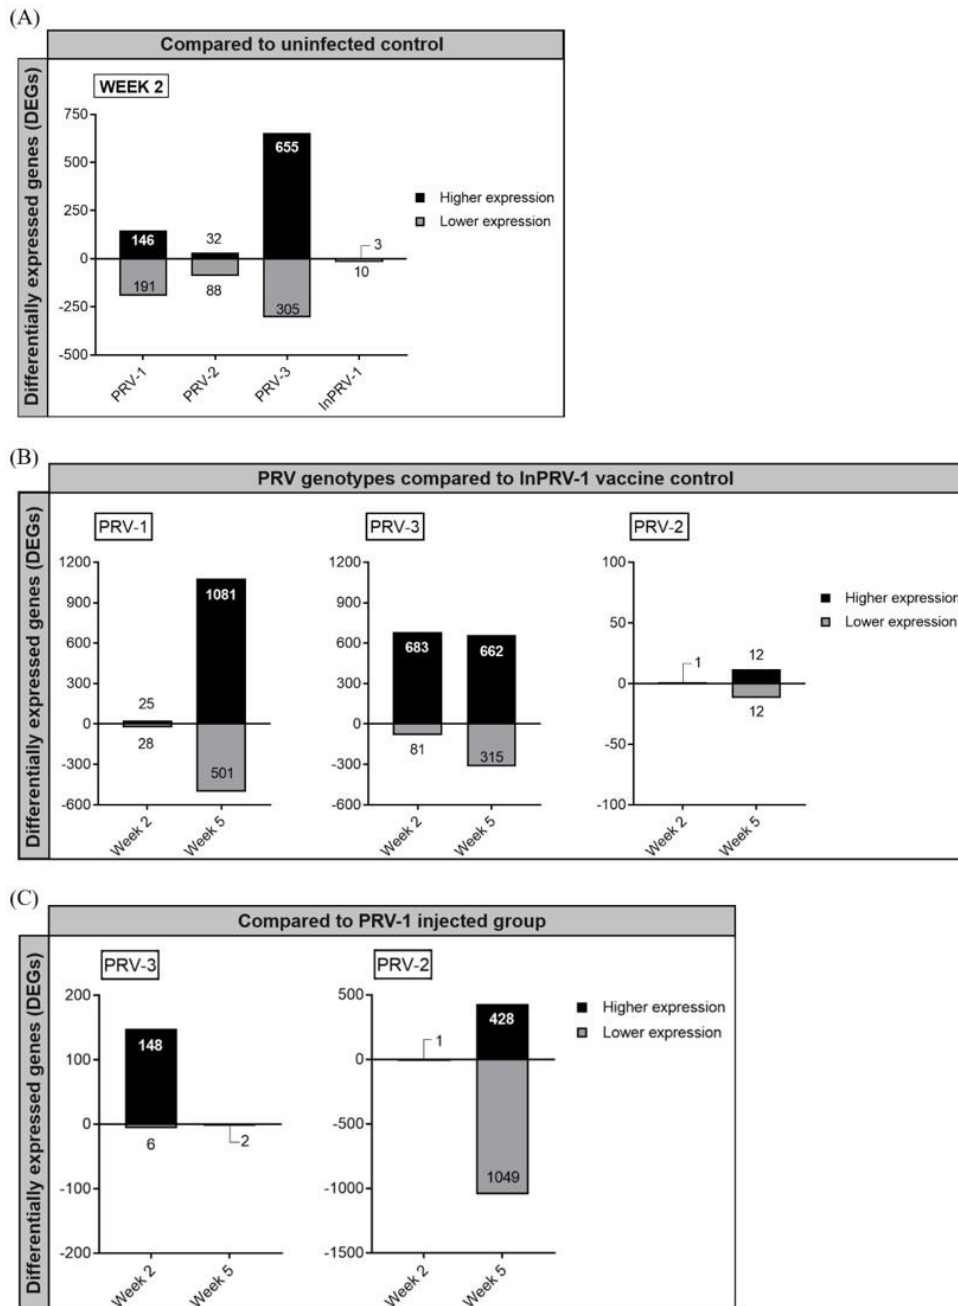 (A)
Compared to uninfected control
Differentially expressed genes (DEGs)
WEEK 2
750
500
250
0
-250
-500
146
191
32
88
655
305
3
10
PRV-1
PRV-2
PRV-3
InPRV-1
Higher expression
Lower expression
(B)
PRV genotypes compared to InPRV-1 vaccine control
Differentially expressed genes (DEGs)
PRV-1
1200
900
600
300
0
-300
-600
25
28
1081
501
Week 2
Week 5
PRV-3
1200
900
600
300
0
-300
-600
683
81
662
315
Week 2
Week 5
PRV-2
100
50
0
-50
-100
1
12
12
Week 2
Week 5
Higher expression
Lower expression
(C)
Compared to PRV-1 injected group
Differentially expressed genes (DEGs)
PRV-3
200
100
0
-100
-200
148
6
2
Week 2
Week 5
PRV-2
500
0
-500
-1000
-1500
1
428
1049
Week 2
Week 5
Higher expression
Lower expression